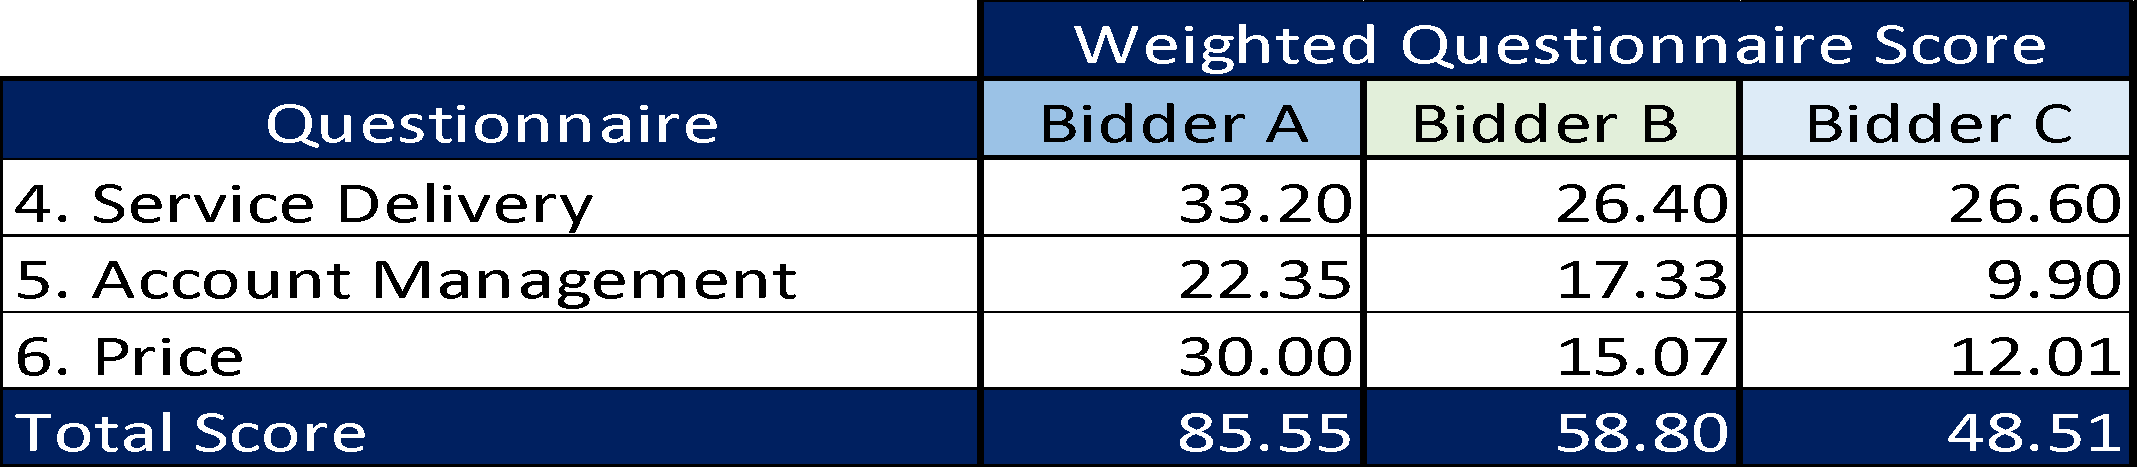 Weighted Questionnaire Score
Questionnaire Bidder A Bidder B Bidder C
4. Service Delivery 33.20 26.40 26.60
5. Account Management 22.35 17.33 9.90
6. Price 30.00 15.07 12.01
Total Score 85.55 58.80 48.51